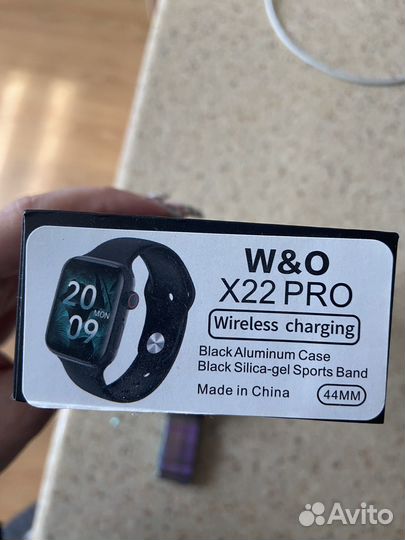 W&O
X22 PRO
Wireless charging
Black Aluminum Case
Black Silica-gel Sports Band
Made in China
44MM
20
MON
09
Avito